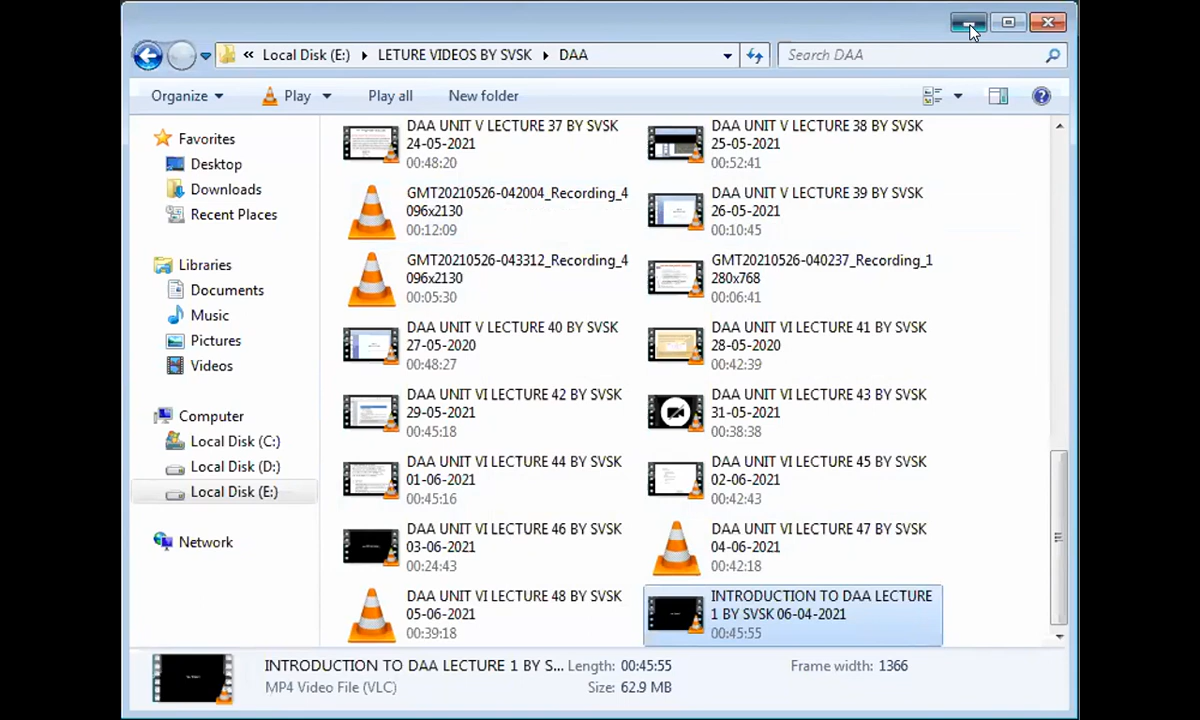 « Local Disk (E:) ▸ LETURE VIDEOS BY SVSK ▸ DAA
Search DAA
Organize Play Play all New folder
Favorites
Desktop
Downloads
Recent Places
Libraries
Documents
Music
Pictures
Videos
Computer
Local Disk (C:)
Local Disk (D:)
Local Disk (E:)
Network
DAA UNIT V LECTURE 37 BY SVSK
24-05-2021
00:48:20
DAA UNIT V LECTURE 38 BY SVSK
25-05-2021
00:52:41
GMT20210526-042004_Recording_4
096x2130
00:12:09
DAA UNIT V LECTURE 39 BY SVSK
26-05-2021
00:10:45
GMT20210526-043312_Recording_4
096x2130
00:05:30
GMT20210526-040237_Recording_1
280x768
00:06:41
DAA UNIT V LECTURE 40 BY SVSK
27-05-2020
00:48:27
DAA UNIT VI LECTURE 41 BY SVSK
28-05-2020
00:42:39
DAA UNIT VI LECTURE 42 BY SVSK
29-05-2021
00:45:18
DAA UNIT VI LECTURE 43 BY SVSK
31-05-2021
00:38:38
DAA UNIT VI LECTURE 44 BY SVSK
01-06-2021
00:45:16
DAA UNIT VI LECTURE 45 BY SVSK
02-06-2021
00:42:43
DAA UNIT VI LECTURE 46 BY SVSK
03-06-2021
00:24:43
DAA UNIT VI LECTURE 47 BY SVSK
04-06-2021
00:42:18
DAA UNIT VI LECTURE 48 BY SVSK
05-06-2021
00:39:18
INTRODUCTION TO DAA LECTURE
1 BY SVSK 06-04-2021
00:45:55
INTRODUCTION TO DAA LECTURE 1 BY S... Length: 00:45:55 Frame width: 1366
MP4 Video File (VLC) Size: 62.9 MB